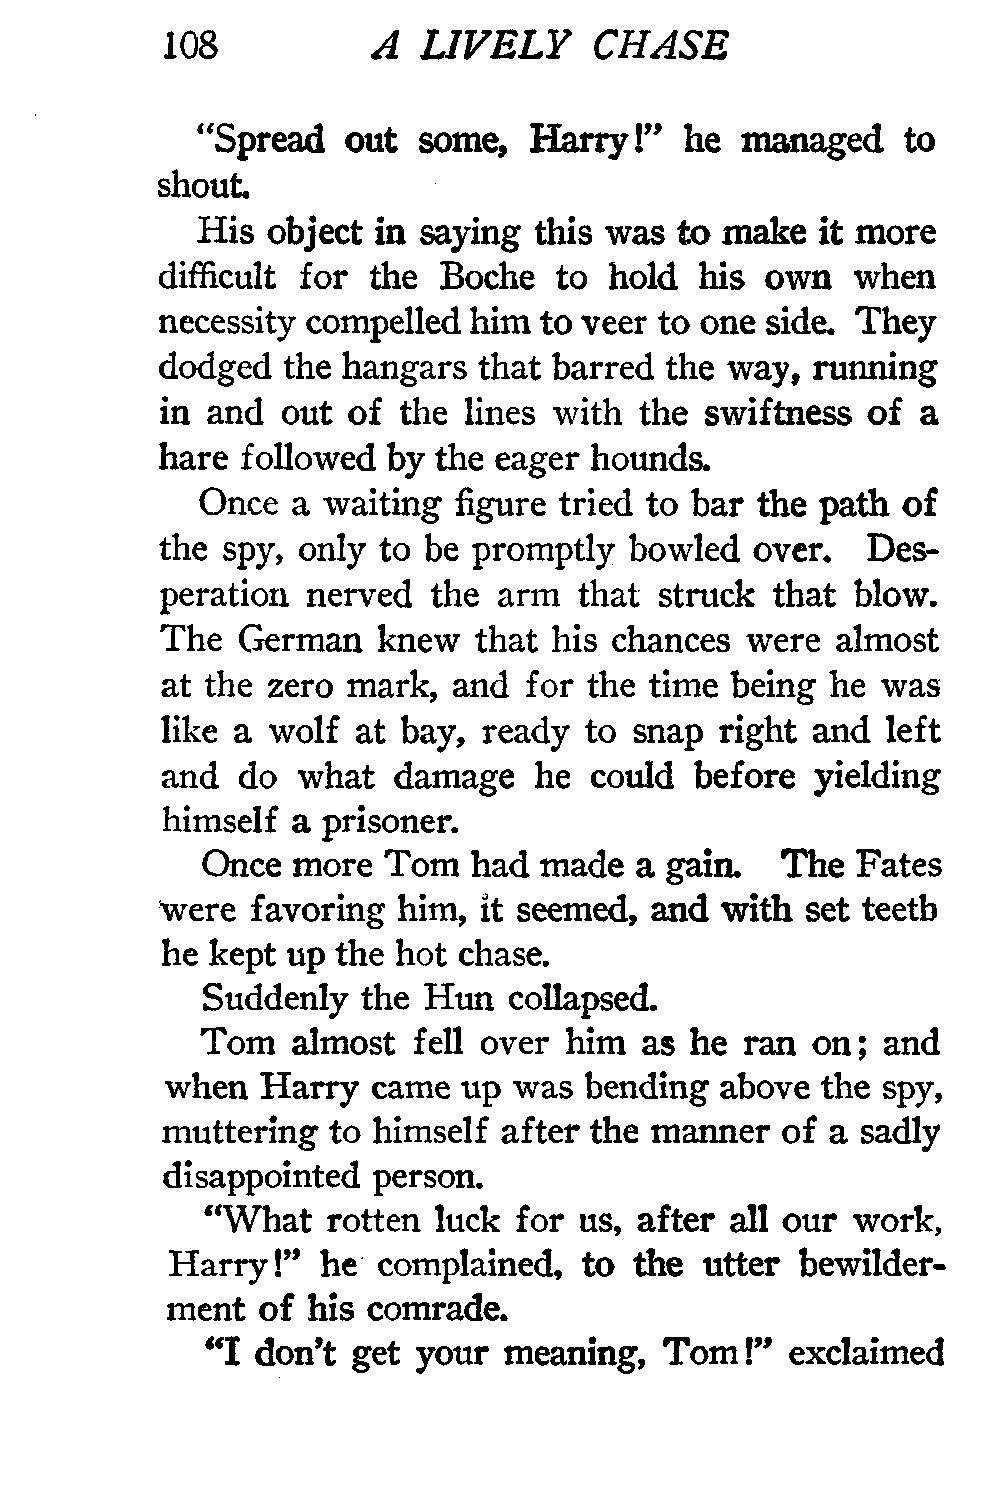 108 A LIVELY CHASE
“Spread out some, Harry!” he managed to
shout.
His object in saying this was to make it more
difficult for the Boche to hold his own when
necessity compelled him to veer to one side. They
dodged the hangars that barred the way, running
in and out of the lines with the swiftness of a
hare followed by the eager hounds.
Once a waiting figure tried to bar the path of
the spy, only to be promptly bowled over. Des-
peration nerved the arm that struck that blow.
The German knew that his chances were almost
at the zero mark, and for the time being he was
like a wolf at bay, ready to snap right and left
and do what damage he could before yielding
himself a prisoner.
Once more Tom had made a gain. The Fates
were favoring him, it seemed, and with set teeth
he kept up the hot chase.
Suddenly the Hun collapsed.
Tom almost fell over him as he ran on; and
when Harry came up was bending above the spy,
muttering to himself after the manner of a sadly
disappointed person.
“What rotten luck for us, after all our work,
Harry!” he complained, to the utter bewilder-
ment of his comrade.
“I don’t get your meaning, Tom!” exclaimed